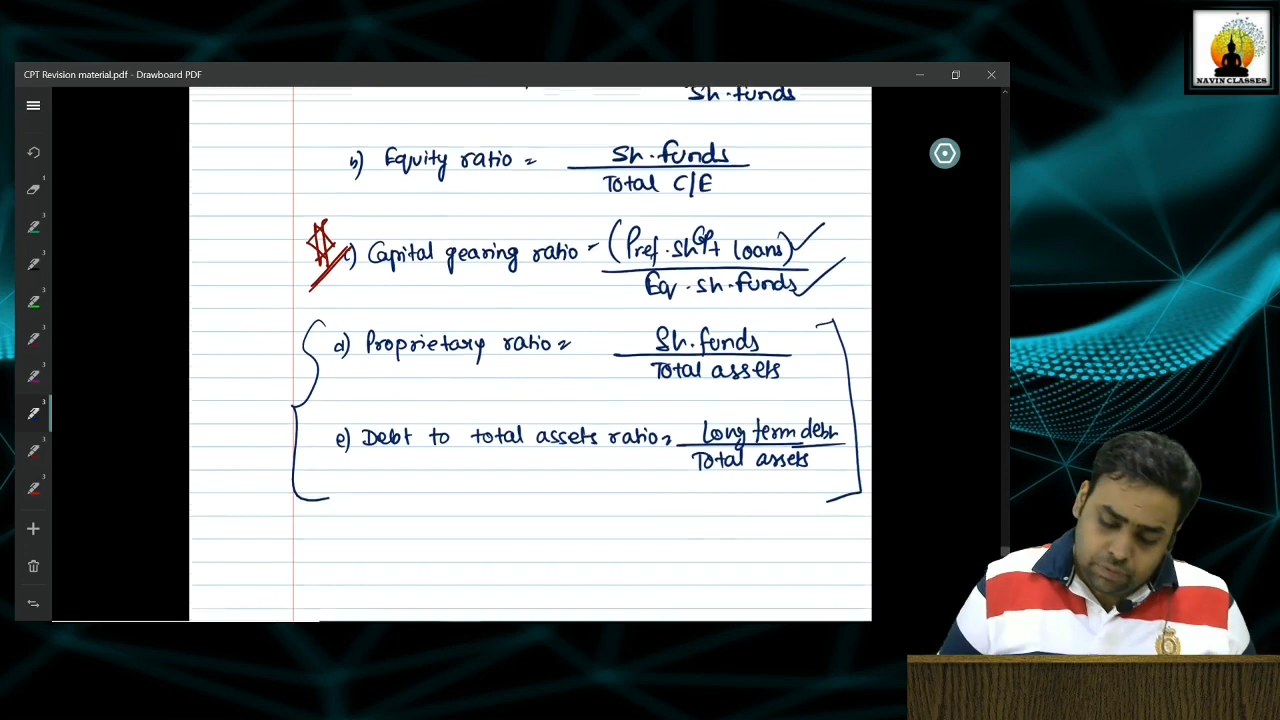 NAVIN CLASSES
CPT Revision material.pdf - Drawboard PDF
Sh.funds
b) Equity ratio = Sh.funds
Total C/E
c) Capital gearing ratio - (Pref.sh Cp + loans)
Eq.sh.funds
d) Proprietary ratio = Sh.funds
Total assets
e) Debt to total assets ratio = Long term debt
Total assets